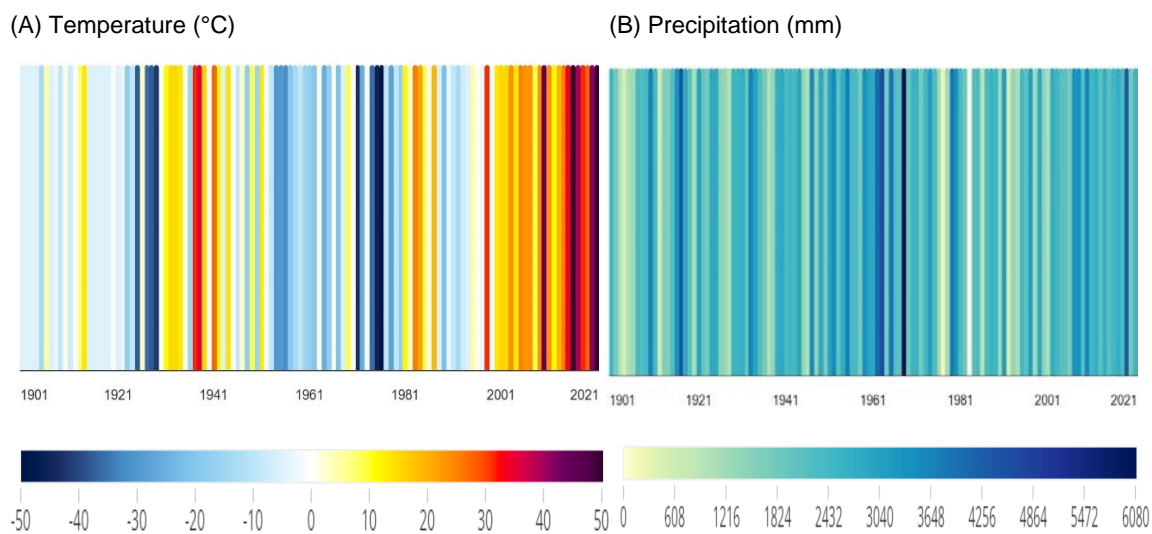 (A) Temperature (°C)
(B) Precipitation (mm)
1901 1921 1941 1961 1981 2001 2021
1901 1921 1941 1961 1981 2001 2021
-50 -40 -30 -20 -10 0 10 20 30 40 50
0 608 1216 1824 2432 3040 3648 4256 4864 5472 6080